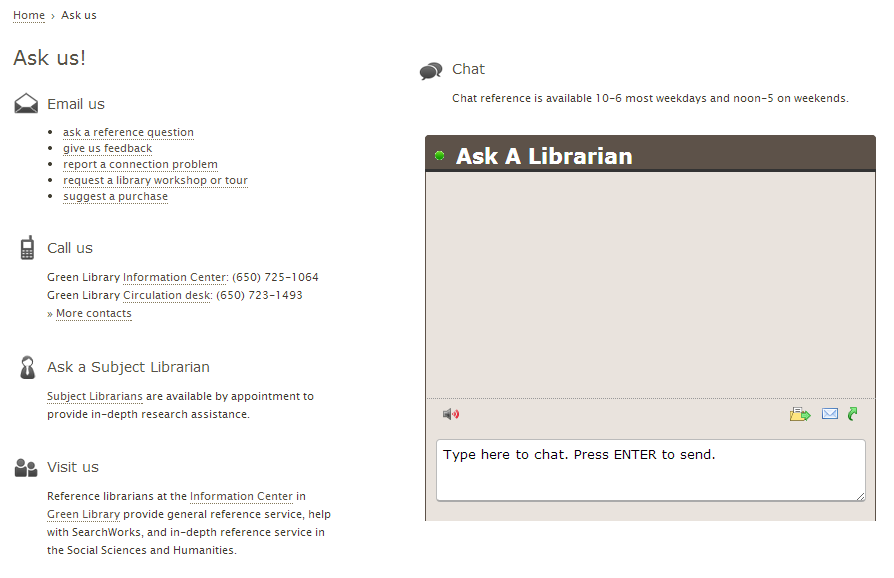 Home › Ask us
Ask us!
Email us
• ask a reference question
• give us feedback
• report a connection problem
• request a library workshop or tour
• suggest a purchase
Call us
Green Library Information Center: (650) 725-1064
Green Library Circulation desk: (650) 723-1493
» More contacts
Ask a Subject Librarian
Subject Librarians are available by appointment to
provide in-depth research assistance.
Visit us
Reference librarians at the Information Center in
Green Library provide general reference service, help
with SearchWorks, and in-depth reference service in
the Social Sciences and Humanities.
Chat
Chat reference is available 10-6 most weekdays and noon-5 on weekends.
Ask A Librarian
Type here to chat. Press ENTER to send.